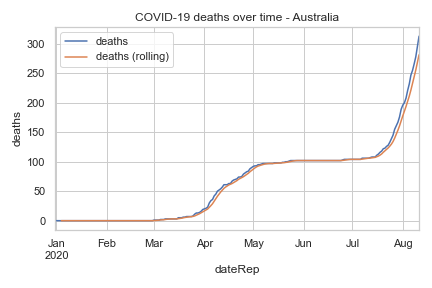 COVID-19 deaths over time - Australia
deaths
deaths (rolling)
300
250
200
150
100
50
0
deaths
Jan Feb Mar Apr May Jun Jul Aug
2020
dateRep